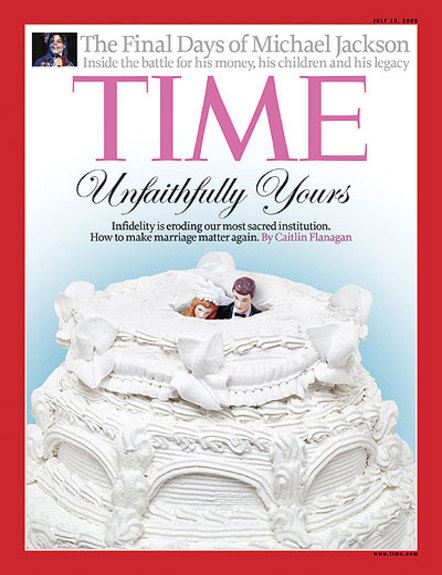 JULY 13, 2009
The Final Days of Michael Jackson
Inside the battle for his money, his children and his legacy
TIME
Unfaithfully Yours
Infidelity is eroding our most sacred institution.
How to make marriage matter again. By Caitlin Flanagan
www.time.com